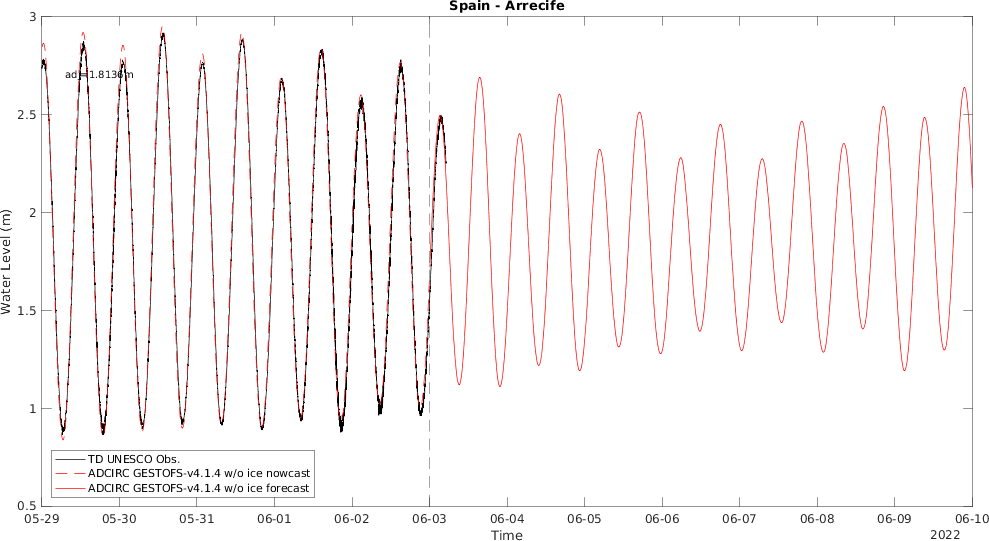 Spain - Arrecife
3
2.5
2
1.5
1
0.5
Water Level (m)
adj=1.8136m
TD UNESCO Obs.
ADCIRC GESTOFS-v4.1.4 w/o ice nowcast
ADCIRC GESTOFS-v4.1.4 w/o ice forecast
05-29 05-30 05-31 06-01 06-02 06-03 06-04 06-05 06-06 06-07 06-08 06-09 06-10
Time
2022